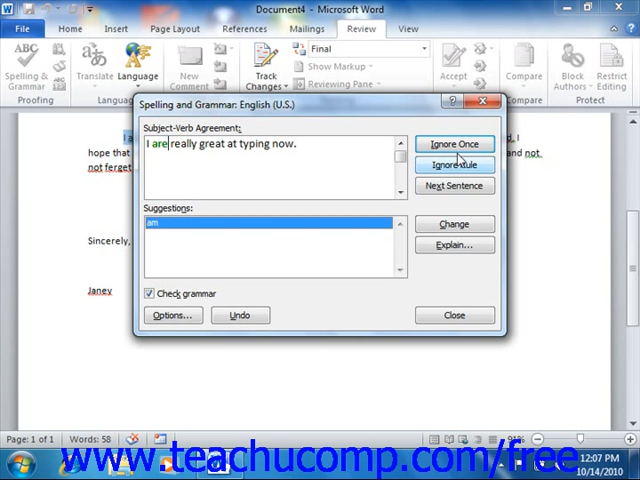 Document4 - Microsoft Word
File Home Insert Page Layout References Mailings Review View
Spelling & Grammar
Translate
Language
New Comment
Track Changes
Final
Show Markup
Reviewing Pane
Accept
Compare
Block Authors
Restrict Editing
Proofing
Compare
Protect
Spelling and Grammar: English (U.S.)
Subject-Verb Agreement:
I are really great at typing now.
Ignore Once
Ignore Rule
Next Sentence
Suggestions:
am
Change
Explain...
Check grammar
Options...
Undo
Close
hope that
not ferget
and not
Sincerely,
Janey
Page: 1 of 1
Words: 58
91%
www.teachucomp.com/free
12:07 PM
10/14/2010